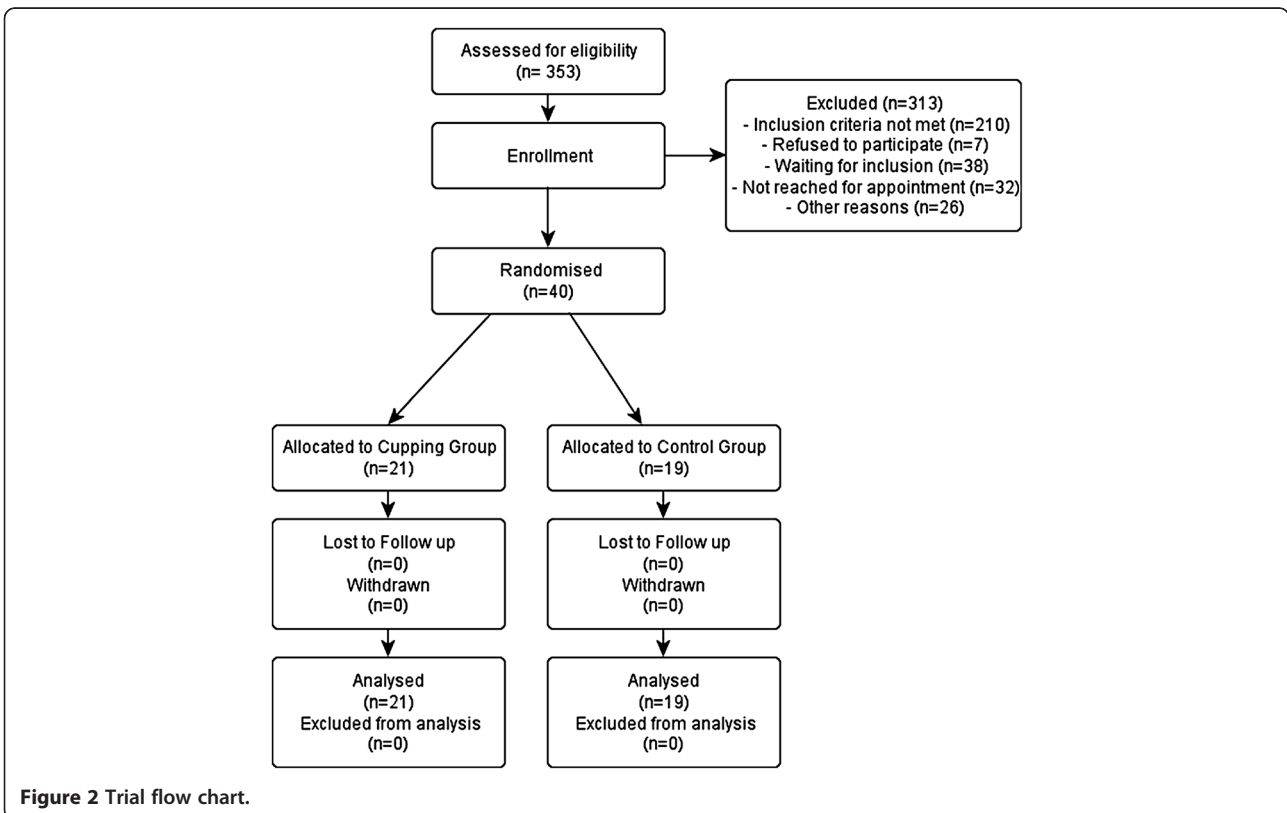 Assessed for eligibility
(n= 353)
Enrollment
Excluded (n=313)
- Inclusion criteria not met (n=210)
- Refused to participate (n=7)
- Waiting for inclusion (n=38)
- Not reached for appointment (n=32)
- Other reasons (n=26)
Randomised
(n=40)
Allocated to Cupping Group
(n=21)
Allocated to Control Group
(n=19)
Lost to Follow up
(n=0)
Withdrawn
(n=0)
Lost to Follow up
(n=0)
Withdrawn
(n=0)
Analysed
(n=21)
Excluded from analysis
(n=0)
Analysed
(n=19)
Excluded from analysis
(n=0)
Figure 2 Trial flow chart.